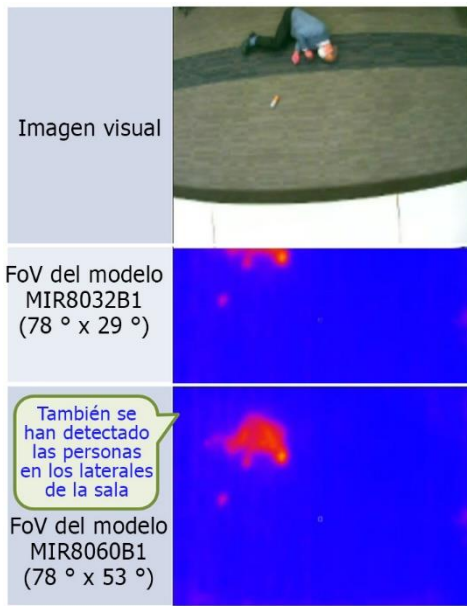 Imagen visual
FoV del modelo
MIR8032B1
(78 ° x 29 °)
También se
han detectado
las personas
en los laterales
de la sala
FoV del modelo
MIR8060B1
(78 ° x 53 °)